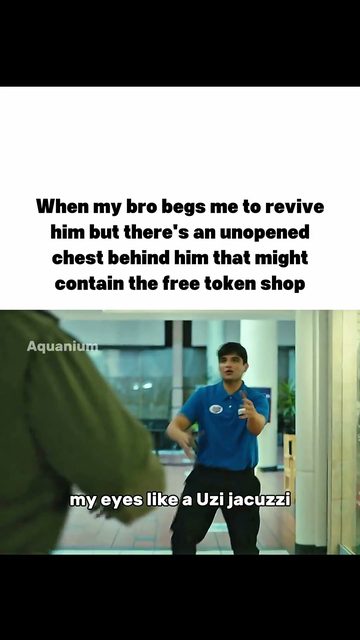 When my bro begs me to revive
him but there's an unopened
chest behind him that might
contain the free token shop
Aquanium
my eyes like a Uzi jacuzzi